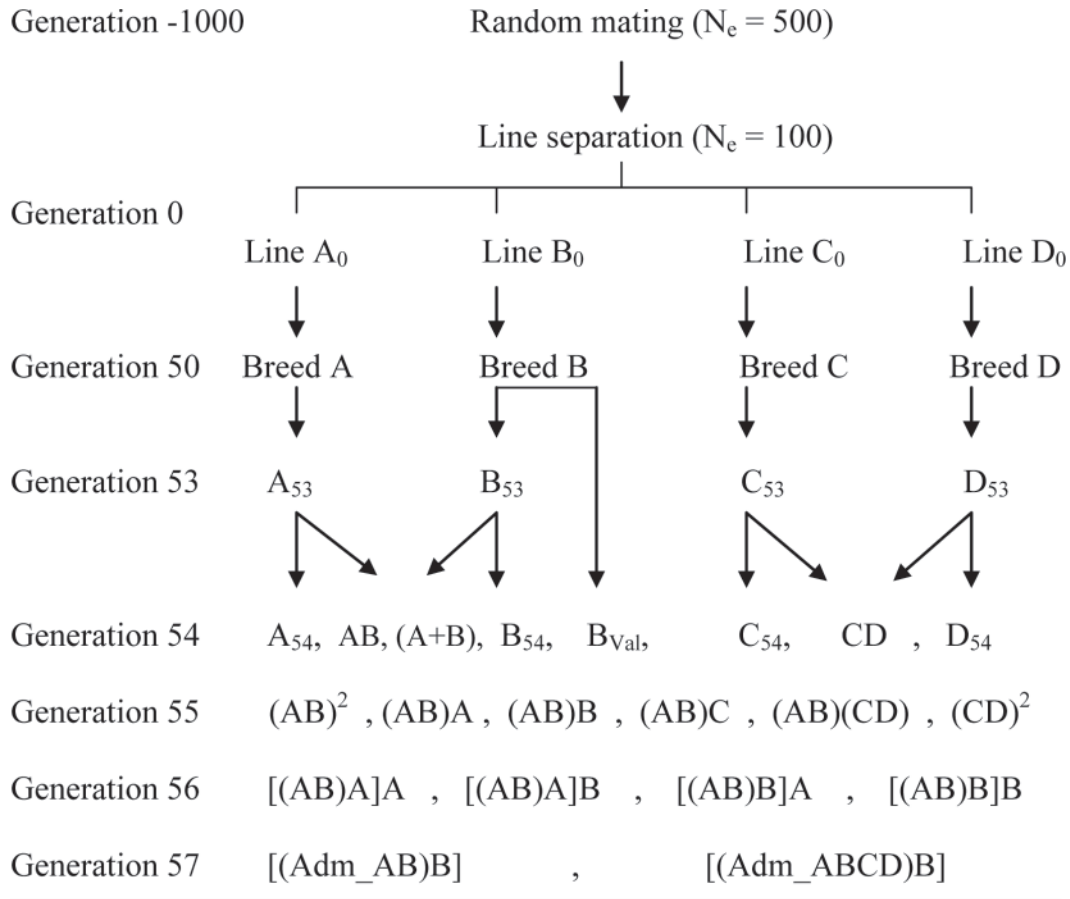 Generation -1000 Random mating (Nₑ = 500)
Line separation (Nₑ = 100)
Generation 0
Line A₀ Line B₀ Line C₀ Line D₀
Generation 50 Breed A Breed B Breed C Breed D
Generation 53 A₅₃ B₅₃ C₅₃ D₅₃
Generation 54 A₅₄, AB, (A+B), B₅₄, B_Val, C₅₄, CD , D₅₄
Generation 55 (AB)² , (AB)A , (AB)B , (AB)C , (AB)(CD) , (CD)²
Generation 56 [(AB)A]A , [(AB)A]B , [(AB)B]A , [(AB)B]B
Generation 57 [(Adm_AB)B] , [(Adm_ABCD)B]